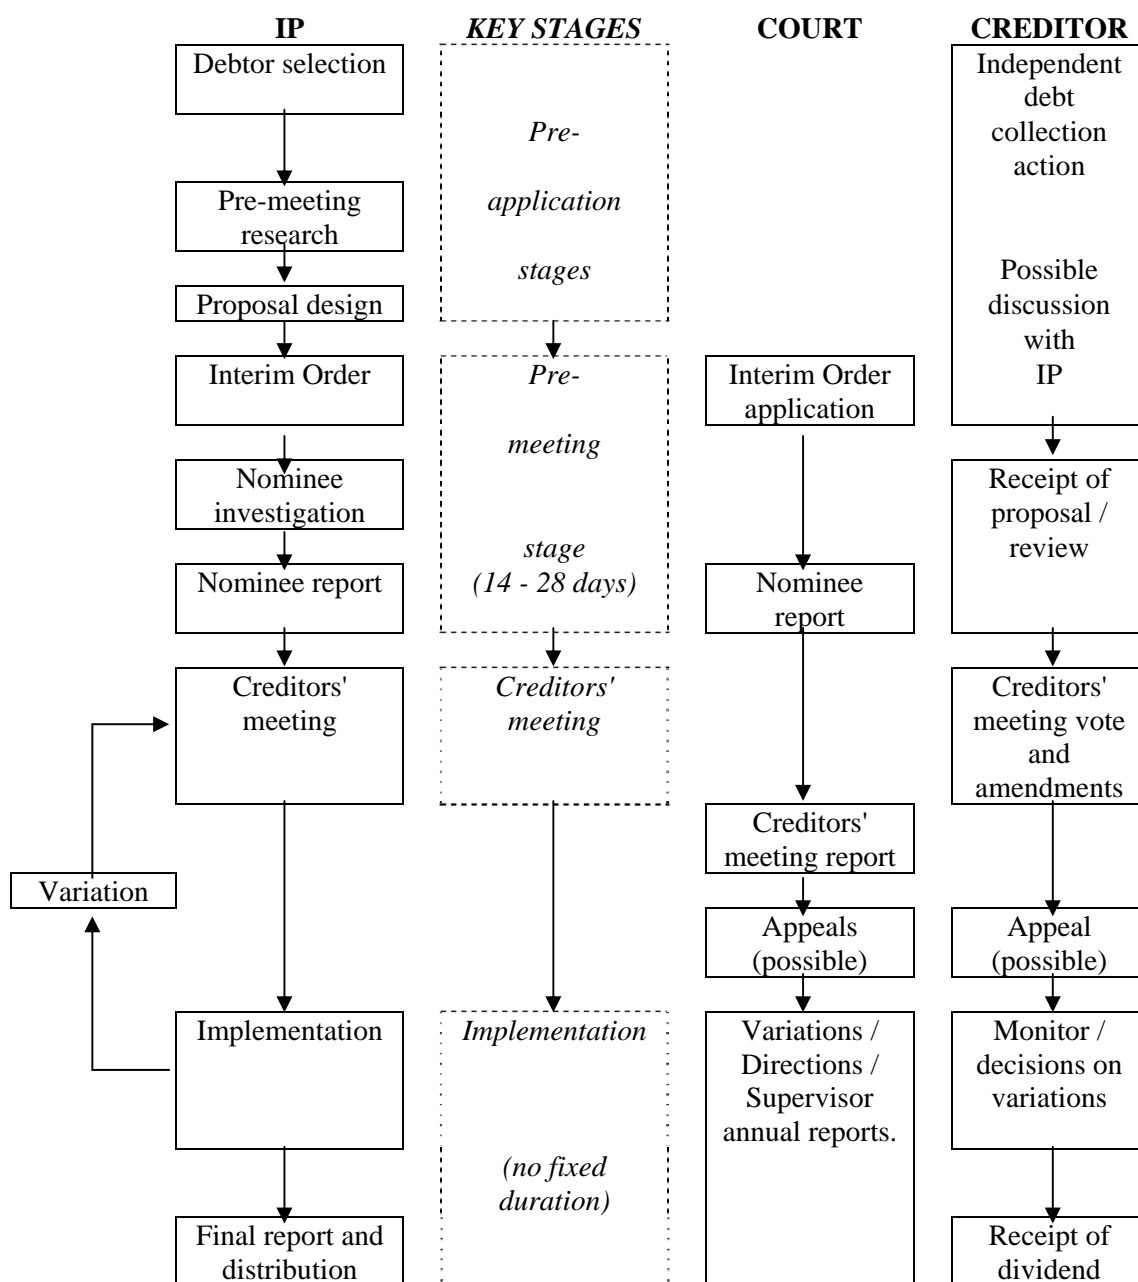 IP
Debtor selection
Pre-meeting
research
Proposal design
Interim Order
Nominee
investigation
Nominee report
Creditors'
meeting
Variation
Implementation
Final report and
distribution
KEY STAGES
Pre-
application
stages
Pre-
meeting
stage
(14 - 28 days)
Creditors'
meeting
Implementation
(no fixed
duration)
COURT
Interim Order
application
Nominee
report
Creditors'
meeting report
Appeals
(possible)
Variations /
Directions /
Supervisor
annual reports.
CREDITOR
Independent
debt
collection
action
Possible
discussion
with
IP
Receipt of
proposal /
review
Creditors'
meeting vote
and
amendments
Appeal
(possible)
Monitor /
decisions on
variations
Receipt of
dividend